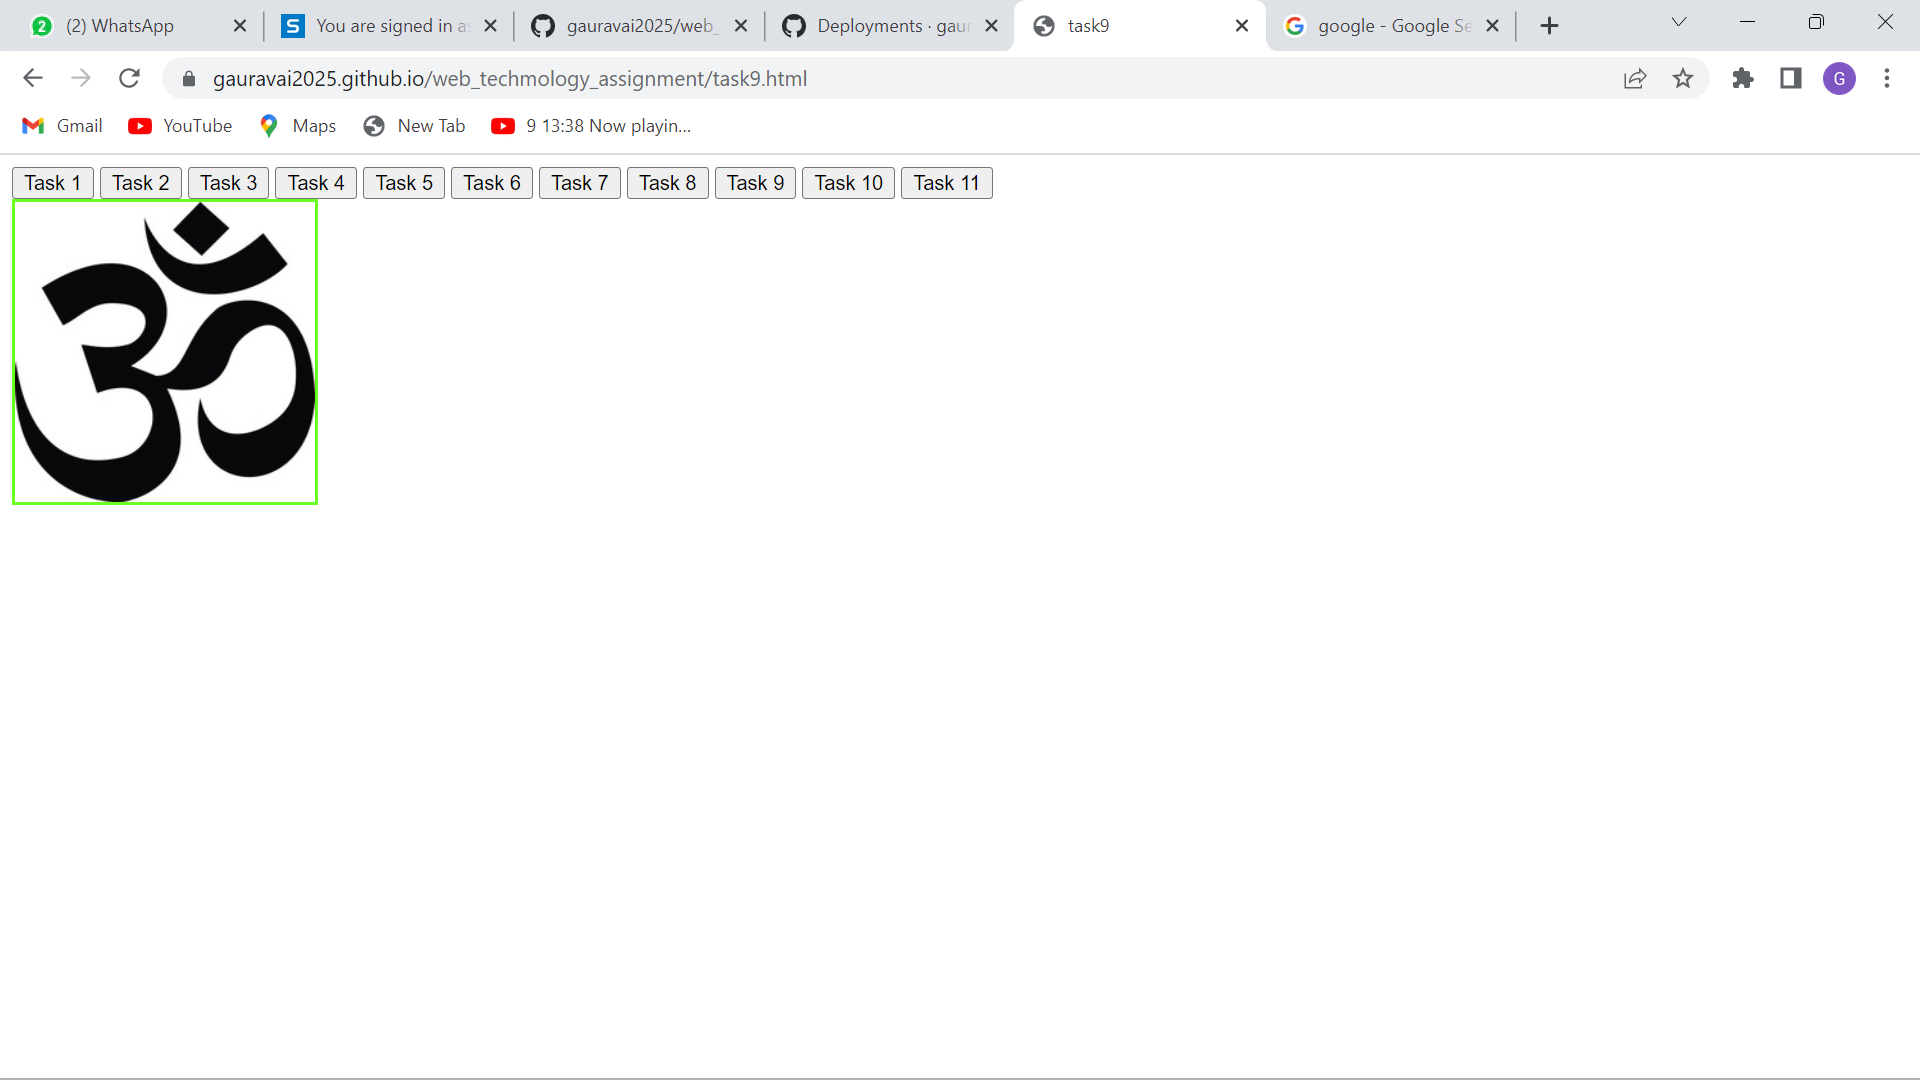 2 (2) WhatsApp
S You are signed in as
gauravai2025/web_
Deployments · gaur
task9
google - Google Se
gauravai2025.github.io/web_techmology_assignment/task9.html
G
Gmail
YouTube
Maps
New Tab
9 13:38 Now playin...
Task 1 Task 2 Task 3 Task 4 Task 5 Task 6 Task 7 Task 8 Task 9 Task 10 Task 11
ॐ